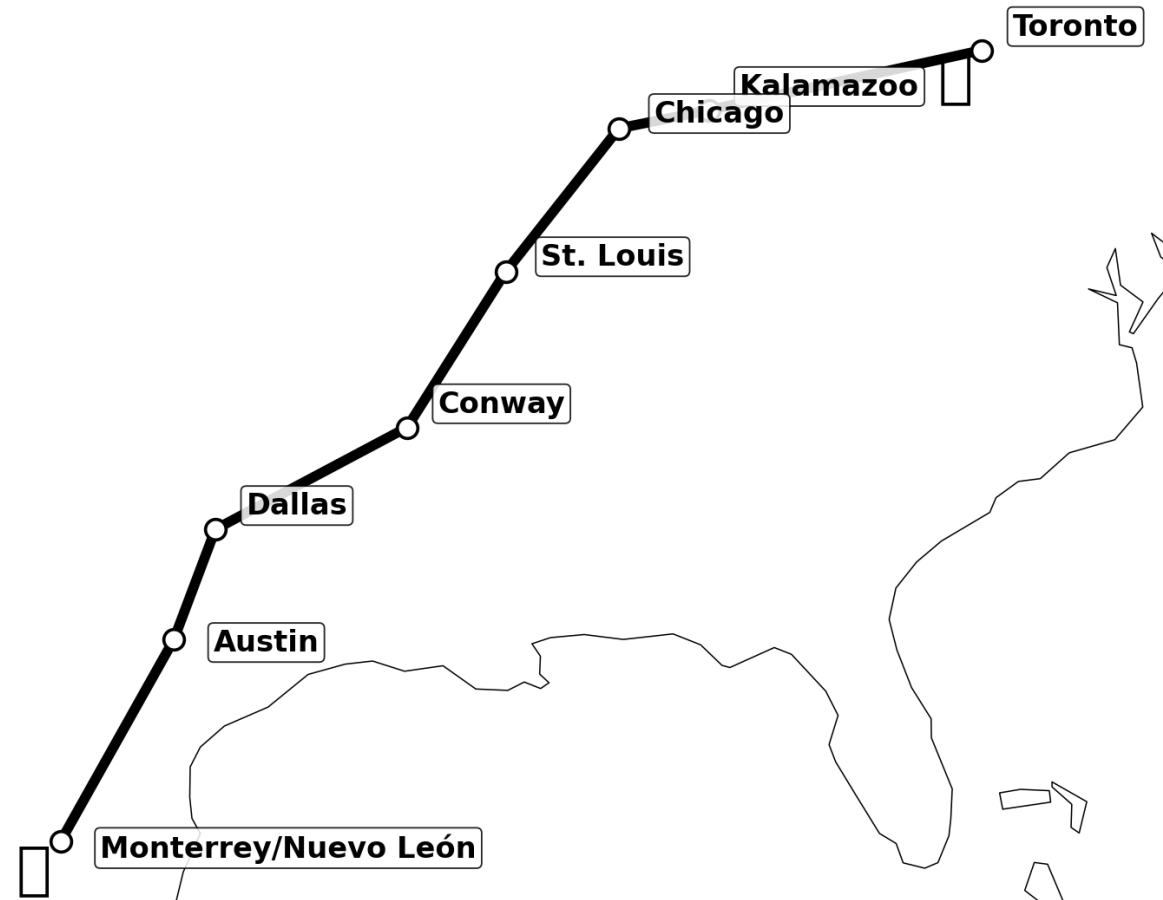 Toronto
Kalamazoo
Chicago
St. Louis
Conway
Dallas
Austin
Monterrey/Nuevo León